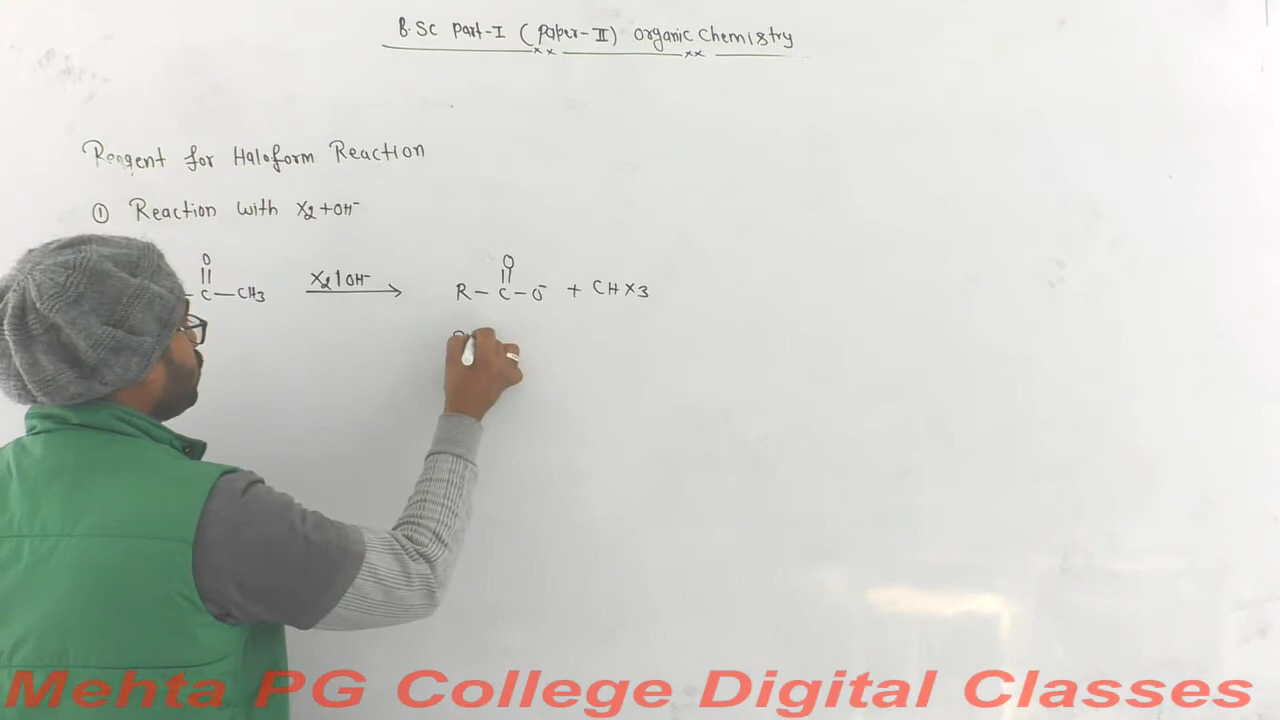 B.Sc Part-I (Paper-II) Organic Chemistry
Reagent for Haloform Reaction
① Reaction with X2+OH-
O
C-CH3
X2/OH-
O
R-C-O- + CHX3
Mehta PG College Digital Classes